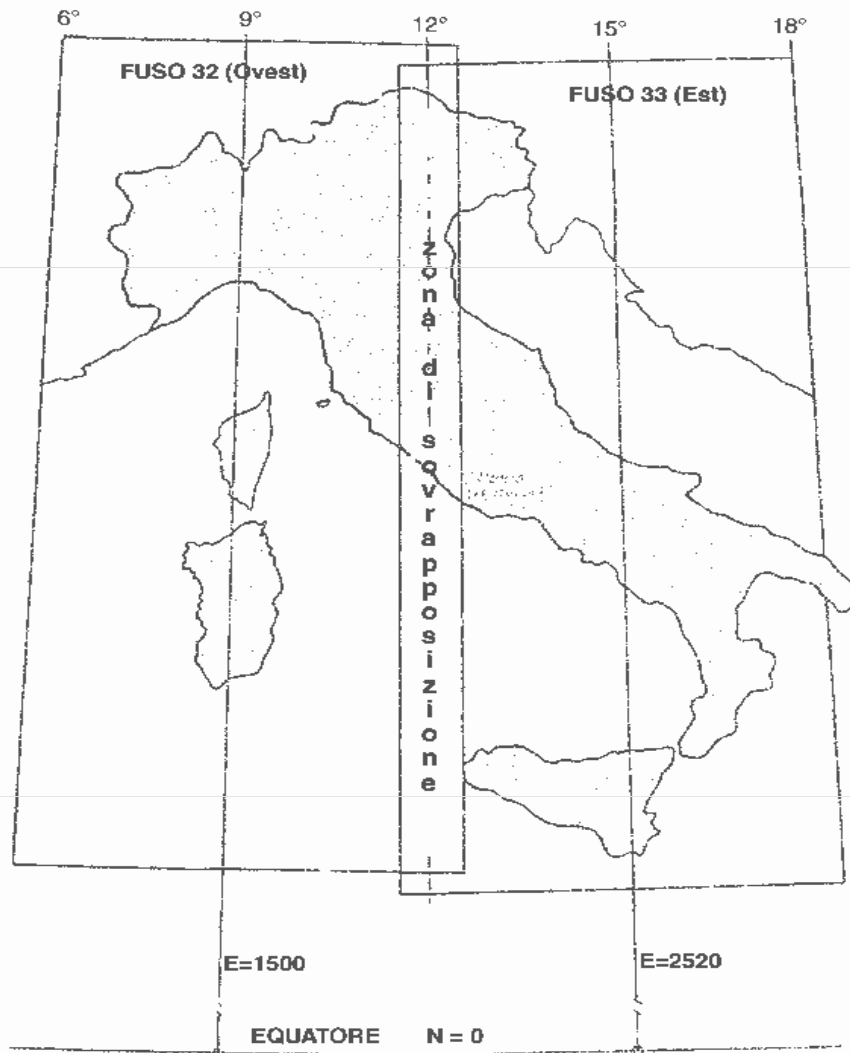 6° 9° 12° 15° 18°
FUSO 32 (Ovest)
FUSO 33 (Est)
zona di sovrapposizione
E=1500
E=2520
EQUATORE N = 0